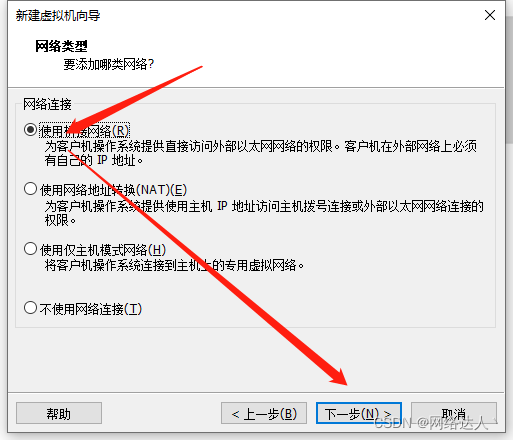 新建虚拟机向导
网络类型
要添加哪类网络?
网络连接
使用桥接网络(R)
为客户机操作系统提供直接访问外部以太网网络的权限。客户机在外部网络上必须
有自己的 IP 地址。
使用网络地址转换(NAT)(E)
为客户机操作系统提供使用主机 IP 地址访问主机拨号连接或外部以太网网络连接的
权限。
使用仅主机模式网络(H)
将客户机操作系统连接到主机上的专用虚拟网络。
不使用网络连接(T)
帮助
< 上一步(B)
下一步(N) >
取消
CSDN @网络达人丶